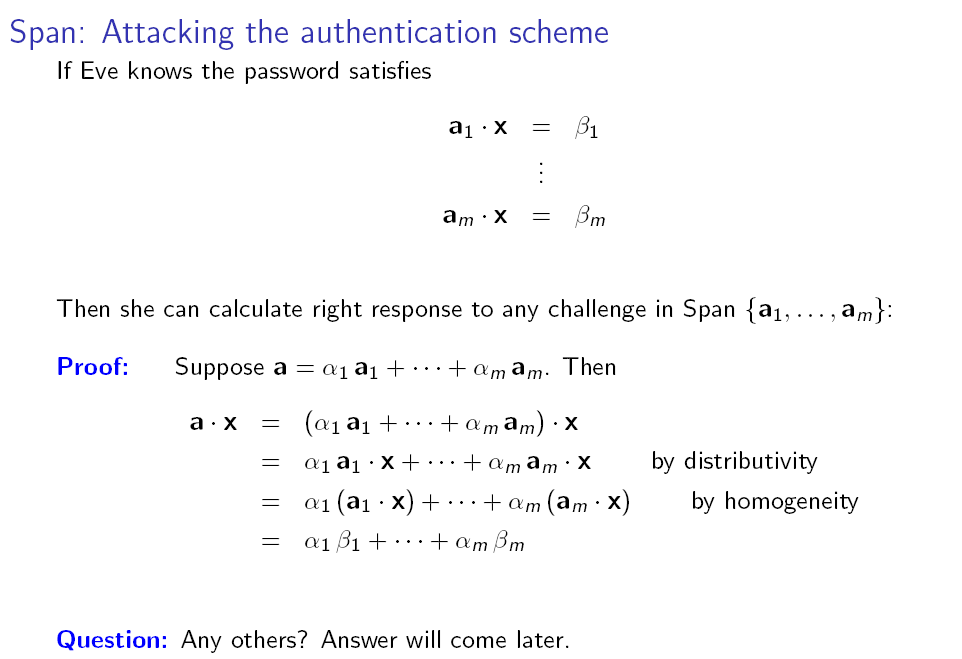 Span: Attacking the authentication scheme
If Eve knows the password satisfies
a₁ · x = β₁
⋮
aₘ · x = βₘ
Then she can calculate right response to any challenge in Span {a₁, . . . , aₘ}:
Proof: Suppose a = α₁ a₁ + · · · + αₘ aₘ. Then
a · x = (α₁ a₁ + · · · + αₘ aₘ) · x
= α₁ a₁ · x + · · · + αₘ aₘ · x by distributivity
= α₁ (a₁ · x) + · · · + αₘ (aₘ · x) by homogeneity
= α₁ β₁ + · · · + αₘ βₘ
Question: Any others? Answer will come later.